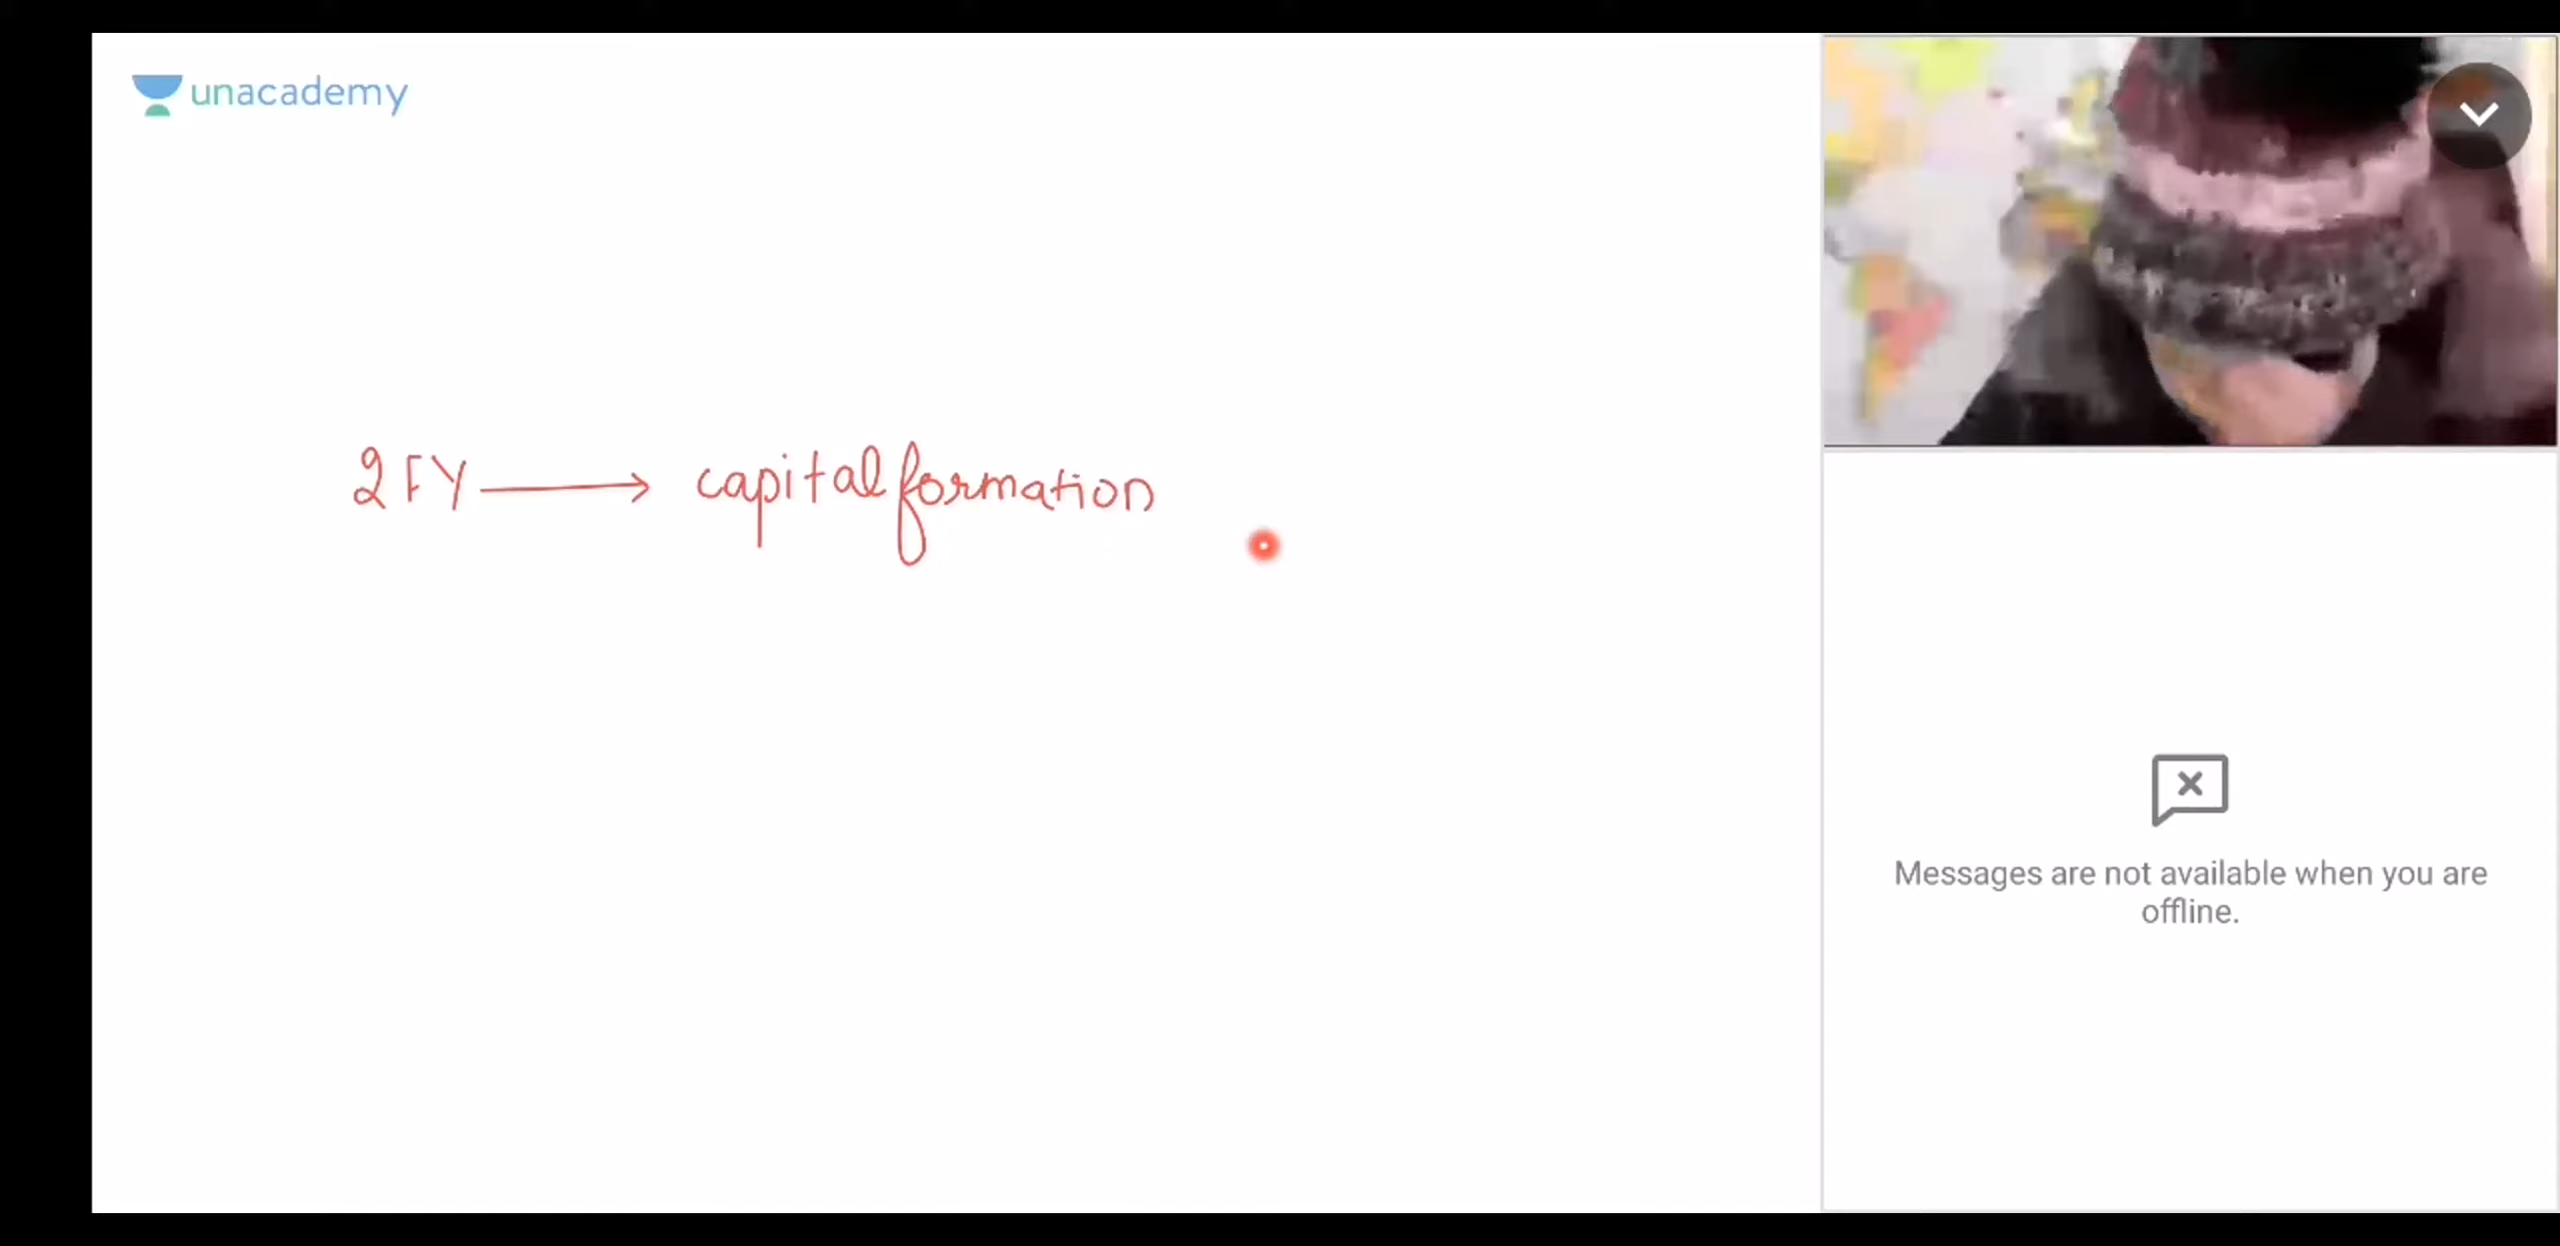 unacademy
2FY → capital formation
Messages are not available when you are
offline.